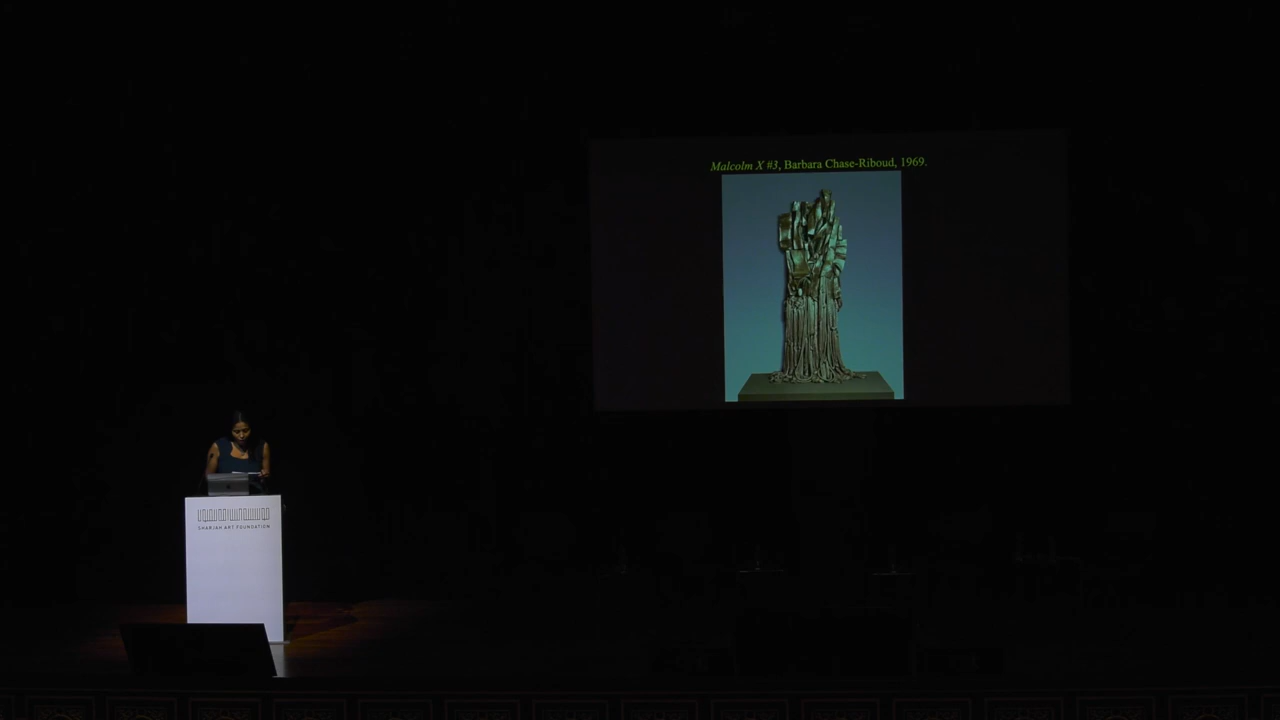 Malcolm X #3, Barbara Chase-Riboud, 1969.
SHARJAH ART FOUNDATION